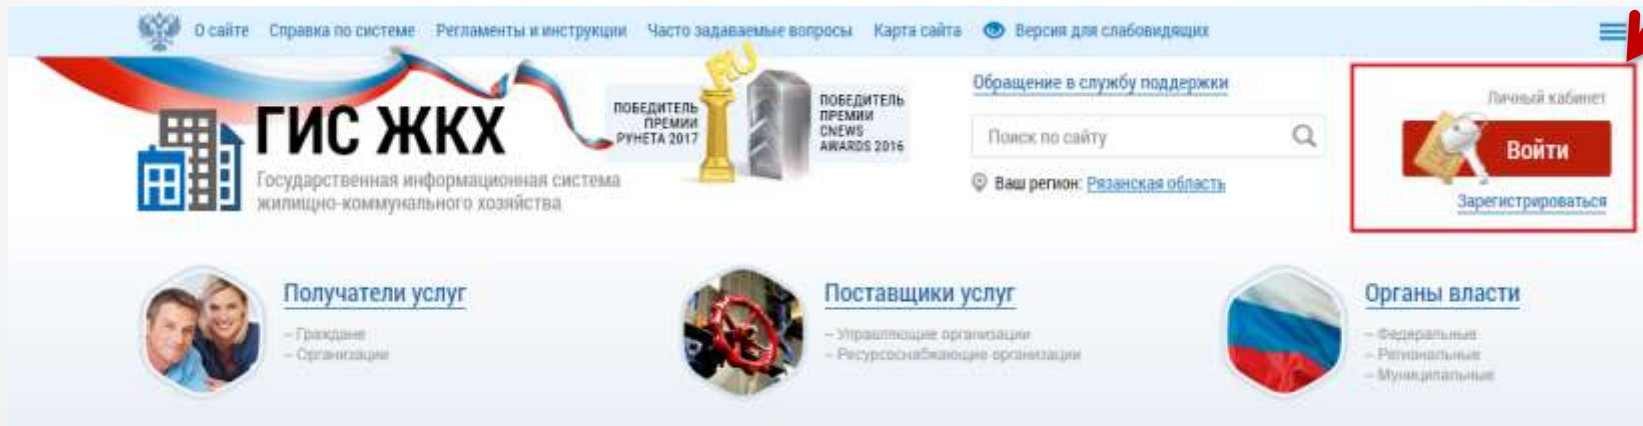 О сайте Справка по системе Регламенты и инструкции Часто задаваемые вопросы Карта сайта Версия для слабовидящих
ГИС ЖКХ
Государственная информационная система
жилищно-коммунального хозяйства
ПОБЕДИТЕЛЬ
ПРЕМИИ
РУНЕТА 2017
RU
ПОБЕДИТЕЛЬ
ПРЕМИИ
CNEWS
AWARDS 2016
Обращение в службу поддержки
Поиск по сайту
Ваш регион: Рязанская область
Личный кабинет
Войти
Зарегистрироваться
Получатели услуг
– Граждане
– Организации
Поставщики услуг
– Управляющие организации
– Ресурсоснабжающие организации
Органы власти
– Федеральные
– Региональные
– Муниципальные